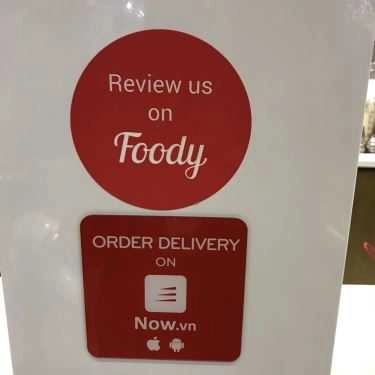 Review us
on
Foody
ORDER DELIVERY
ON
Now.vn